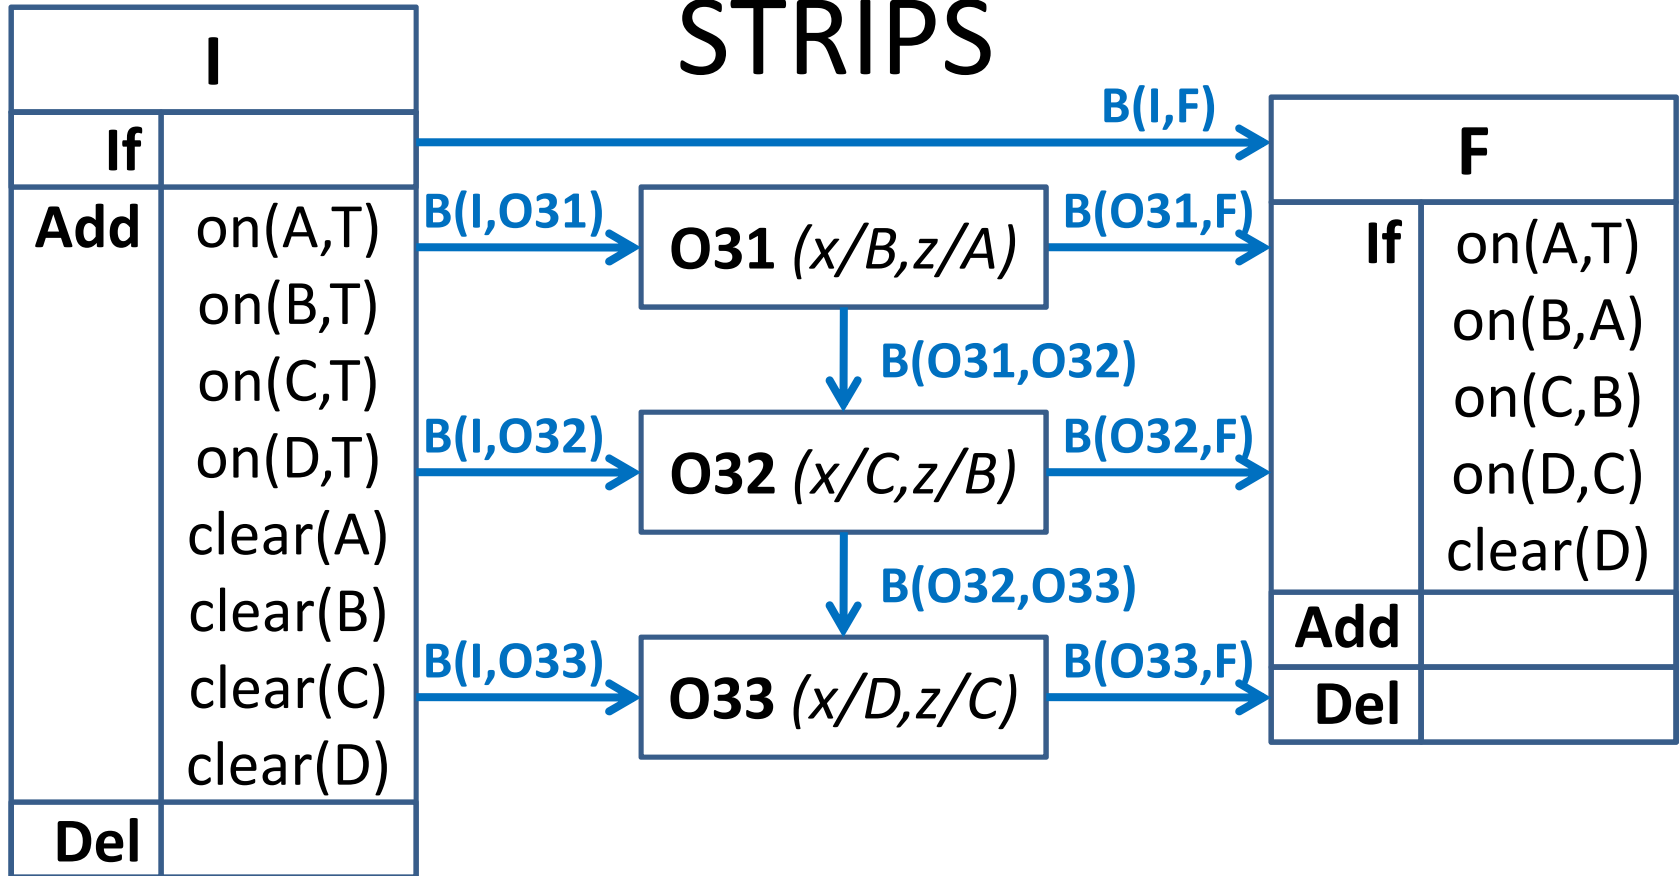 STRIPS
I
If
Add
on(A,T)
on(B,T)
on(C,T)
on(D,T)
clear(A)
clear(B)
clear(C)
clear(D)
Del
B(I,F)
B(I,O31)
O31 (x/B,z/A)
B(O31,F)
B(O31,O32)
B(I,O32)
O32 (x/C,z/B)
B(O32,F)
B(O32,O33)
B(I,O33)
O33 (x/D,z/C)
B(O33,F)
F
If
on(A,T)
on(B,A)
on(C,B)
on(D,C)
clear(D)
Add
Del